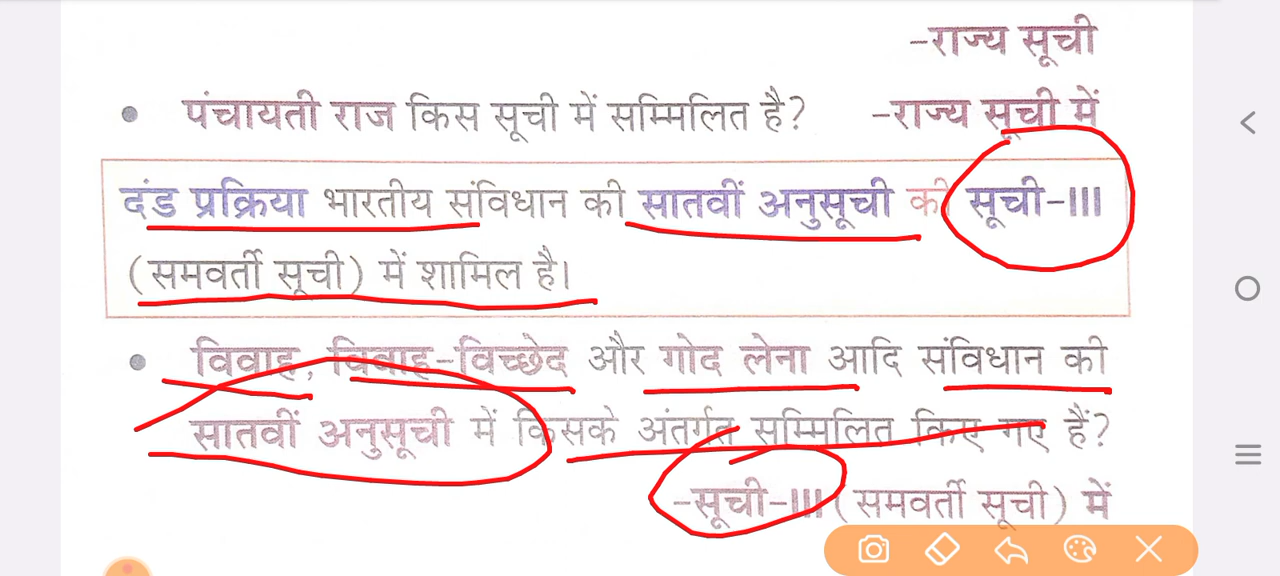 –राज्य सूची
• पंचायती राज किस सूची में सम्मिलित है? –राज्य सूची में
दंड प्रक्रिया भारतीय संविधान की सातवीं अनुसूची की सूची-III
(समवर्ती सूची) में शामिल है।
• विवाह, विवाह-विच्छेद और गोद लेना आदि संविधान की
सातवीं अनुसूची में किसके अंतर्गत सम्मिलित किए गए हैं?
–सूची-III (समवर्ती सूची) में